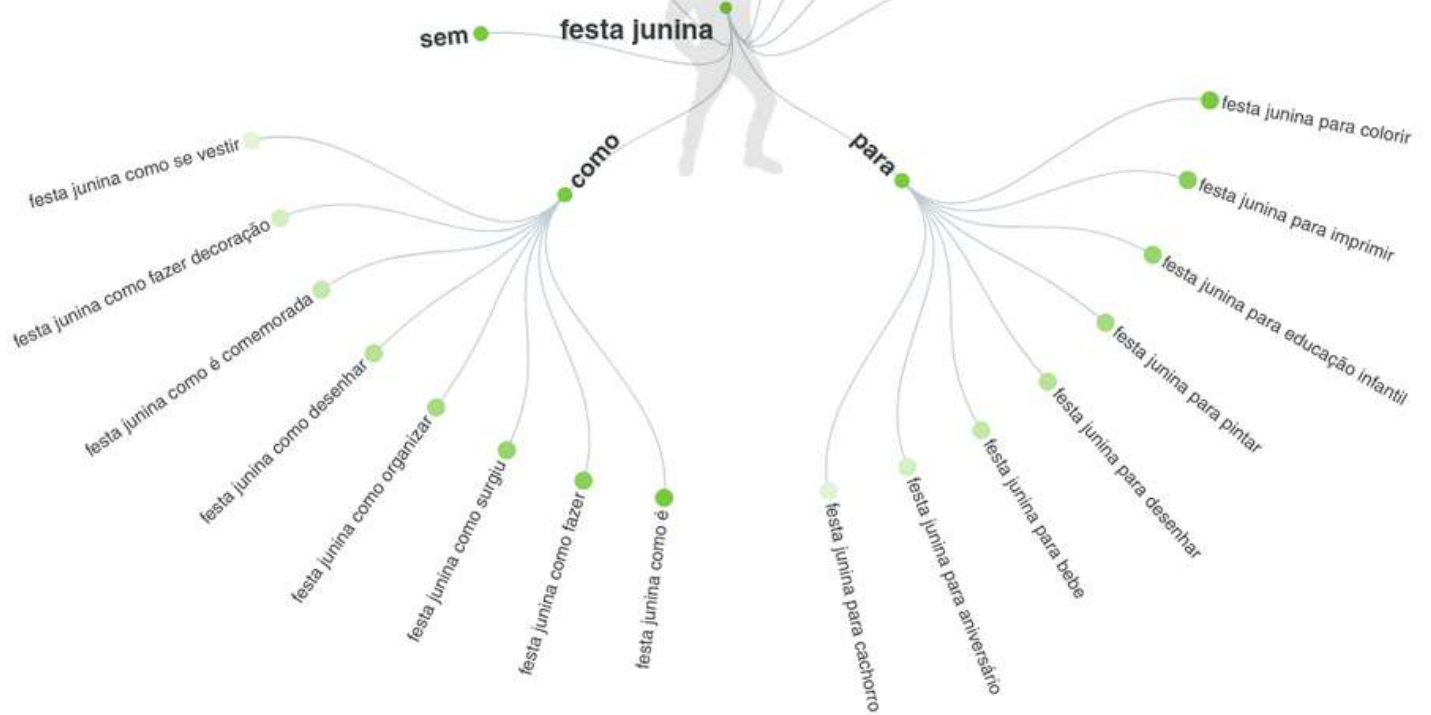 festa junina
sem
como
para
festa junina como se vestir
festa junina como fazer decoração
festa junina como é comemorada
festa junina como desenhar
festa junina como organizar
festa junina como surgiu
festa junina como fazer
festa junina como é
festa junina para colorir
festa junina para imprimir
festa junina para educação infantil
festa junina para pintar
festa junina para desenhar
festa junina para bebe
festa junina para aniversário
festa junina para cachorro